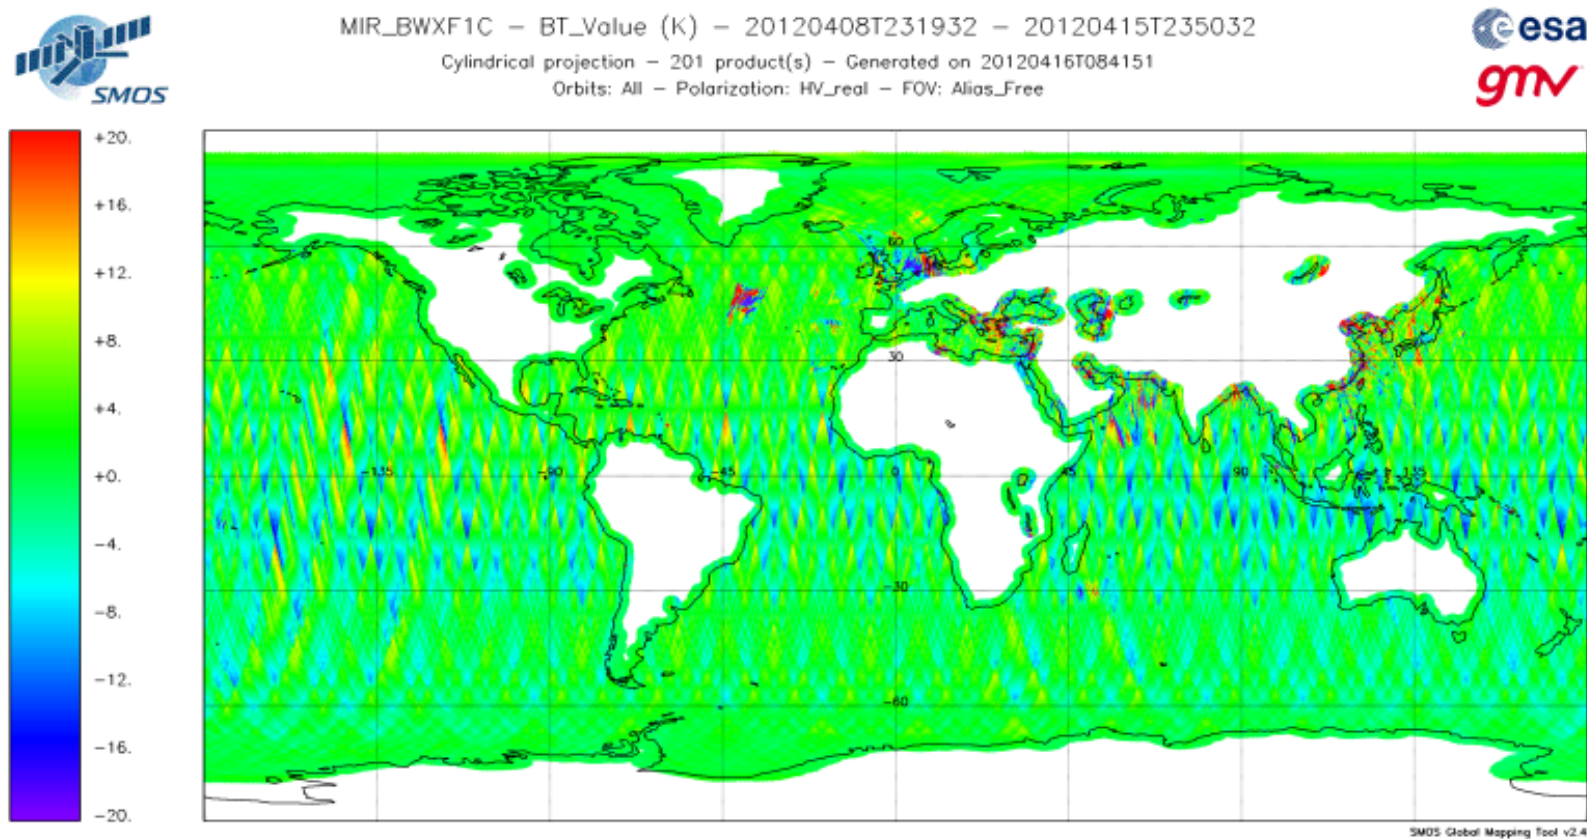 MIR_BWXF1C – BT_Value (K) – 20120408T231932 – 20120415T235032
Cylindrical projection – 201 product(s) – Generated on 20120416T084151
Orbits: All – Polarization: HV_real – FOV: Alias_Free
SMOS
esa
gmv
+20.
+16.
+12.
+8.
+4.
+0.
-4.
-8.
-12.
-16.
-20.
60
30
-135 -90 -45 0 45 90 135
-30
-60
SMOS Global Mapping Tool v2.4